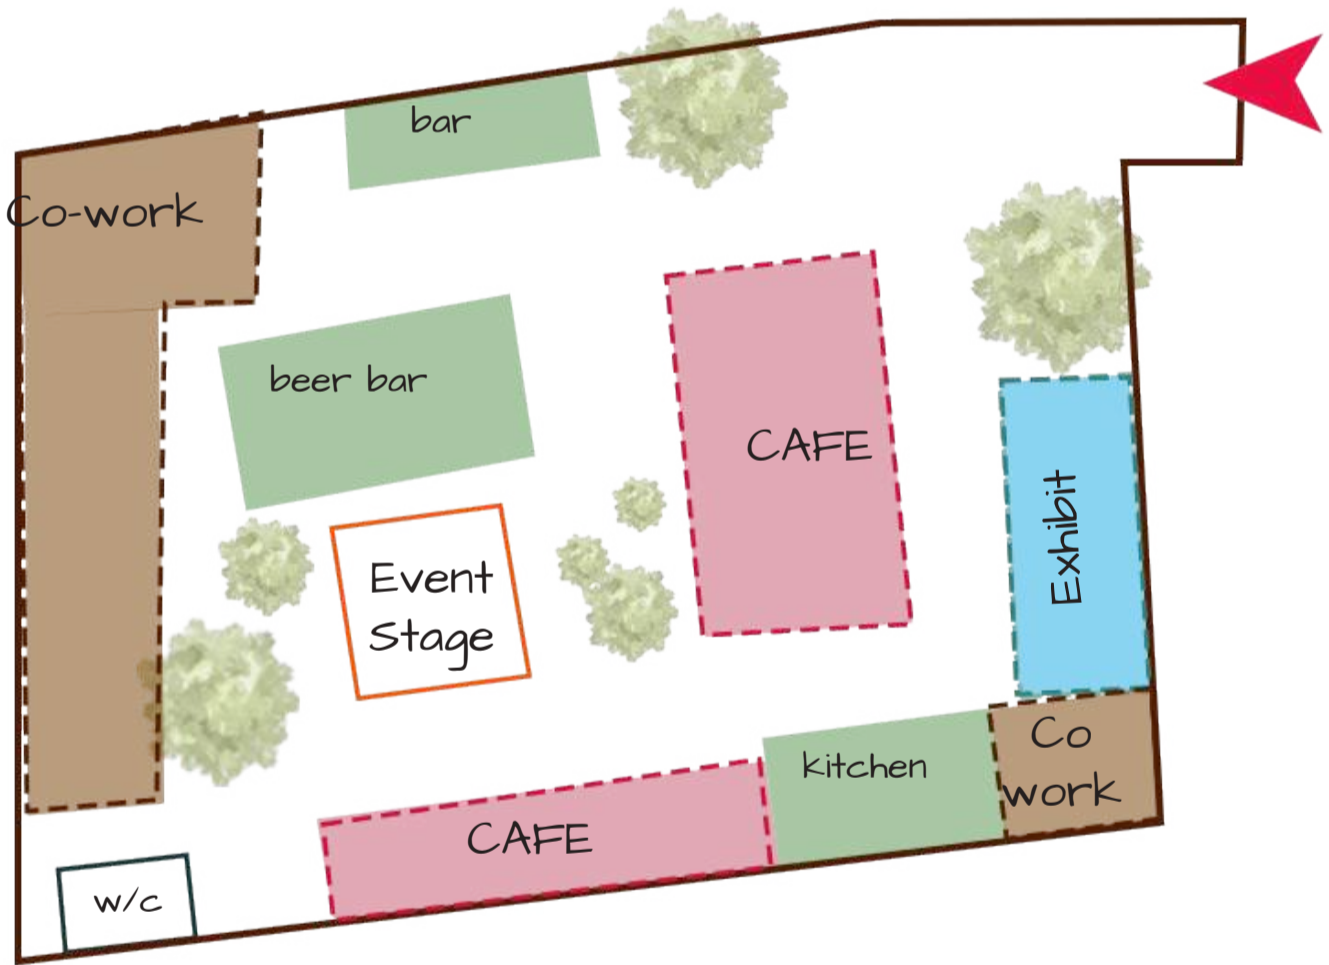 bar
Co-work
beer bar
CAFE
Exhibit
Event
Stage
Co
work
kitchen
CAFE
w/c